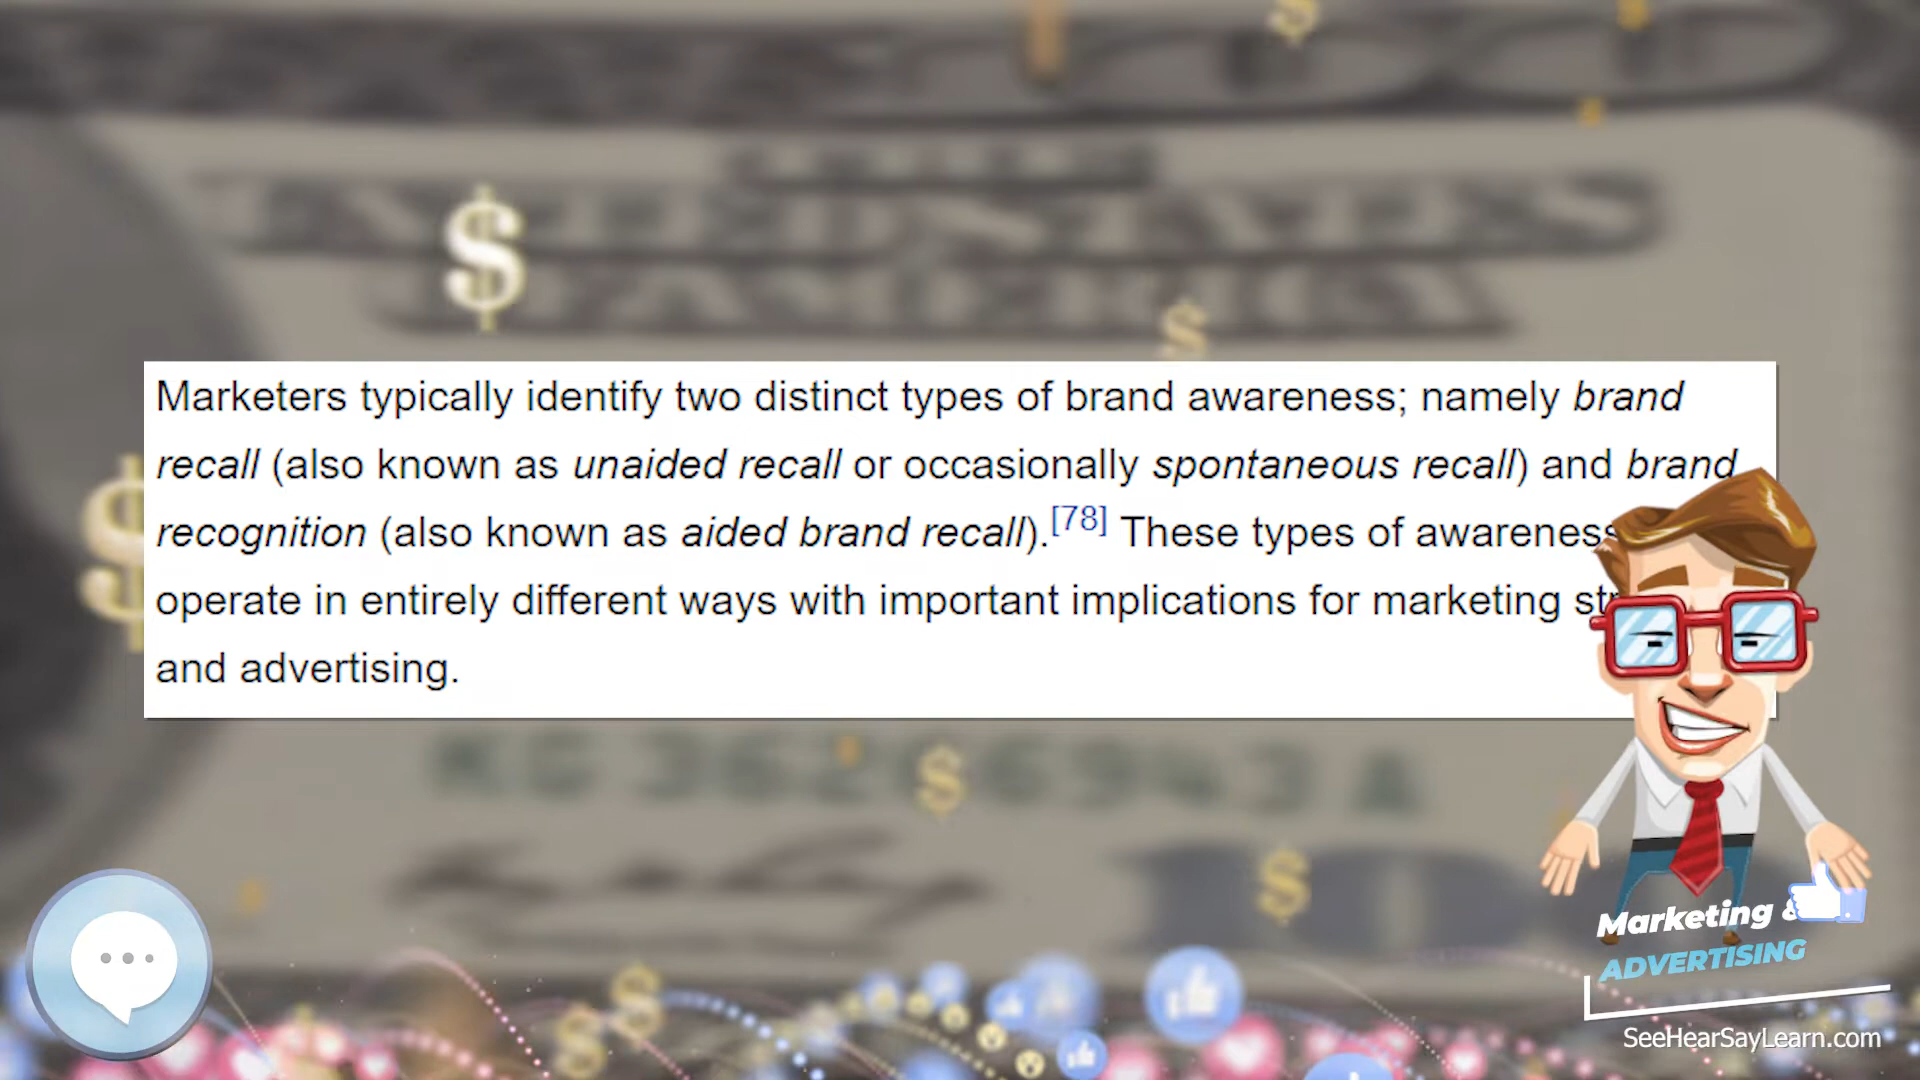 Marketers typically identify two distinct types of brand awareness; namely brand
recall (also known as unaided recall or occasionally spontaneous recall) and brand
recognition (also known as aided brand recall).[78] These types of awareness
operate in entirely different ways with important implications for marketing
and advertising.
Marketing &
ADVERTISING
SeeHearSayLearn.com